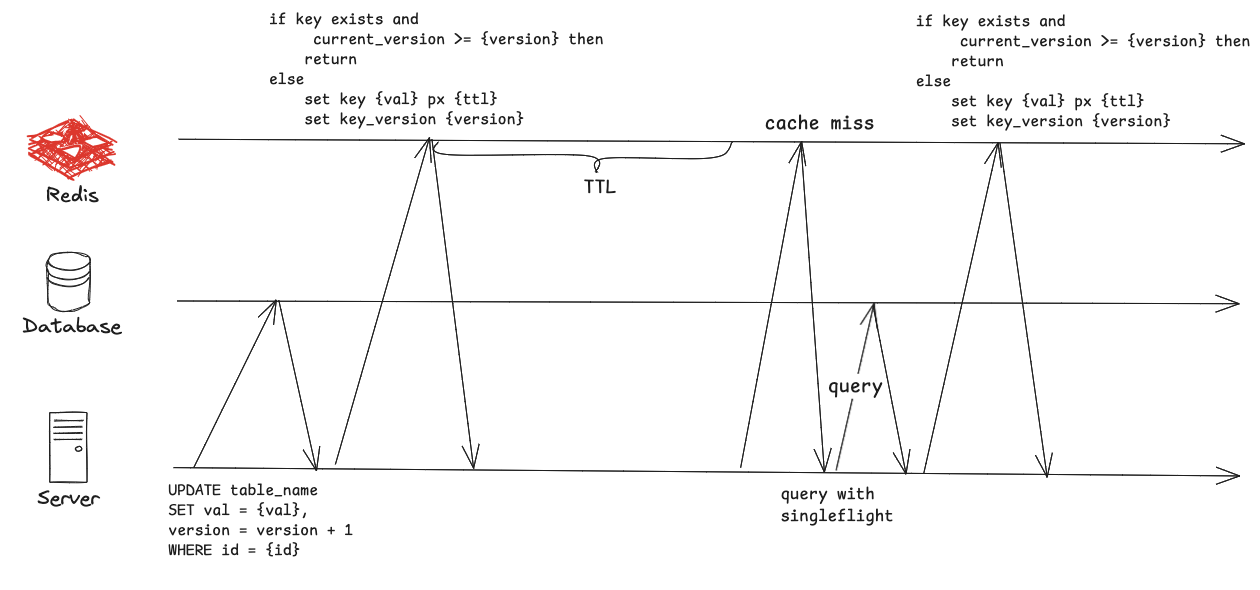 if key exists and
current_version >= {version} then
return
else
set key {val} px {ttl}
set key_version {version}
if key exists and
current_version >= {version} then
return
else
set key {val} px {ttl}
set key_version {version}
cache miss
TTL
Redis
Database
query
Server
UPDATE table_name
SET val = {val},
version = version + 1
WHERE id = {id}
query with
singleflight